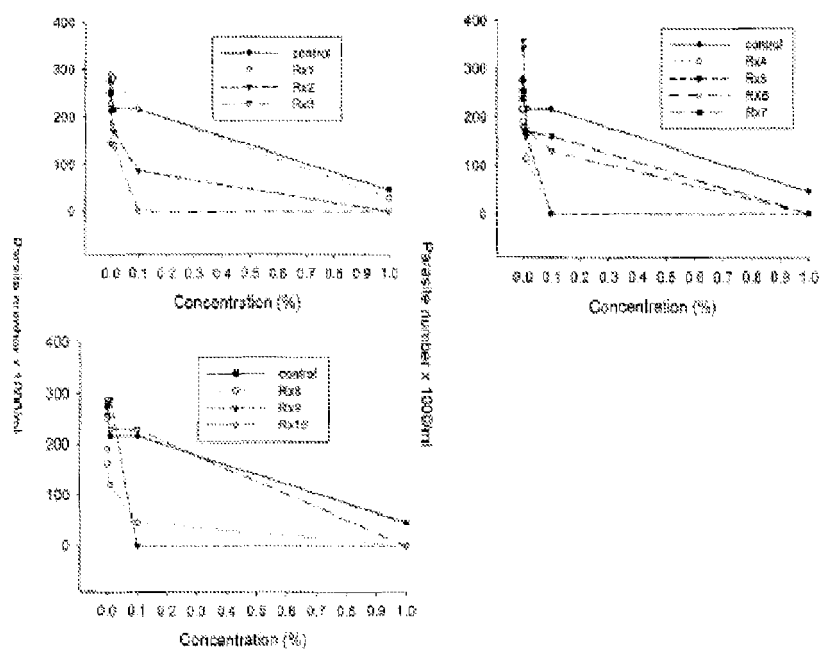 400
300
200
100
0
control
Rx1
Rx2
Rx3
0.0 0.1 0.2 0.3 0.4 0.5 0.6 0.7 0.8 0.9 1.0
Concentration (%)
400
300
200
100
0
control
Rx4
Rx5
RX6
Rx7
0.0 0.1 0.2 0.3 0.4 0.5 0.6 0.7 0.8 0.9 1.0
Concentration (%)
Parasite number x 1000/ml
Parasite number x 1000/ml
400
300
200
100
0
control
Rx8
Rx9
Rx10
0.0 0.1 0.2 0.3 0.4 0.5 0.6 0.7 0.8 0.9 1.0
Concentration (%)